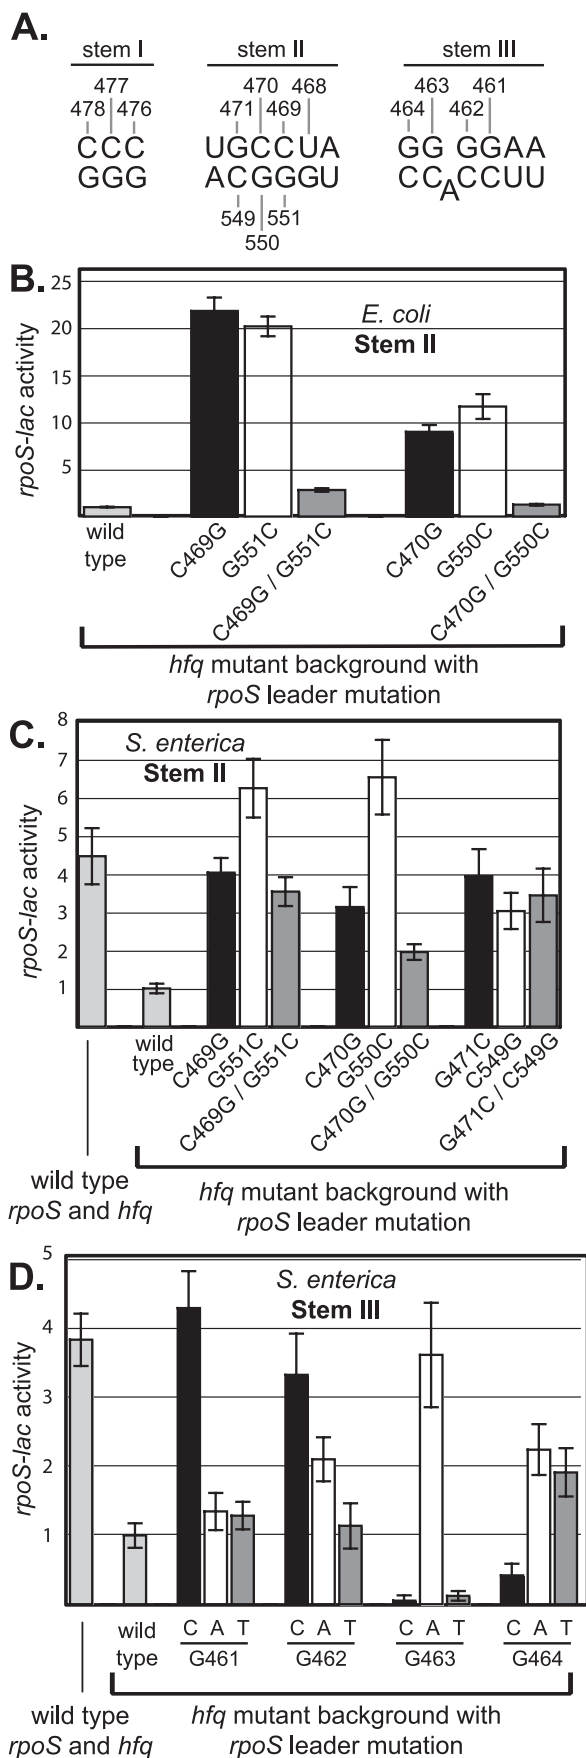 A.
stem I stem II stem III
477 470 468 463 461
478 476 471 469 464 462
CCC UGCCUA GG GGAA
GGG ACGGGU CCACCUU
549 551
550
B.
25
20
15
10
5
rpoS-lac activity
E. coli
Stem II
wild
type
C469G
G551C
C469G / G551C
C470G
G550C
C470G / G550C
hfq mutant background with
rpoS leader mutation
C.
8
7
6
5
4
3
2
1
rpoS-lac activity
S. enterica
Stem II
wild
type
C469G
G551C
C469G / G551C
C470G
G550C
C470G / G550C
G471C
C549G
G471C / C549G
wild type
rpoS and hfq
hfq mutant background with
rpoS leader mutation
D.
5
4
3
2
1
rpoS-lac activity
S. enterica
Stem III
C A T C A T C A T C A T
wild
type
G461 G462 G463 G464
wild type
rpoS and hfq
hfq mutant background with
rpoS leader mutation